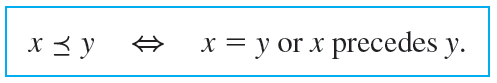 x ≼ y ⇔ x = y or x precedes y.